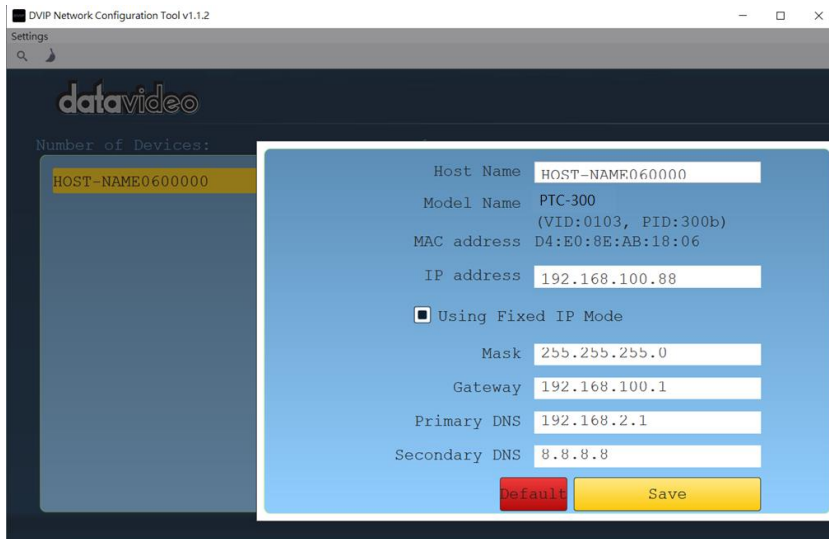 DVIP Network Configuration Tool v1.1.2
Settings
datavideo
Number of Devices:
HOST-NAME0600000
Host Name HOST-NAME060000
Model Name PTC-300
(VID:0103, PID:300b)
MAC address D4:E0:8E:AB:18:06
IP address 192.168.100.88
Using Fixed IP Mode
Mask 255.255.255.0
Gateway 192.168.100.1
Primary DNS 192.168.2.1
Secondary DNS 8.8.8.8
Default Save